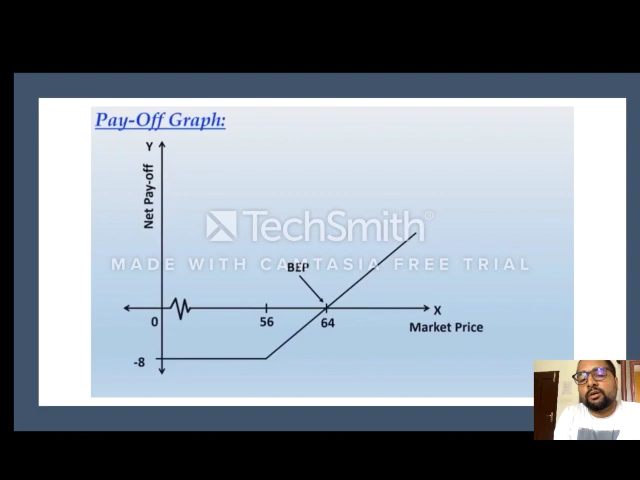 Pay-Off Graph:
Y
Net Pay-off
TechSmith®
MADE WITH CAMTASIA FREE TRIAL
BEP
X
0
56
64
Market Price
-8